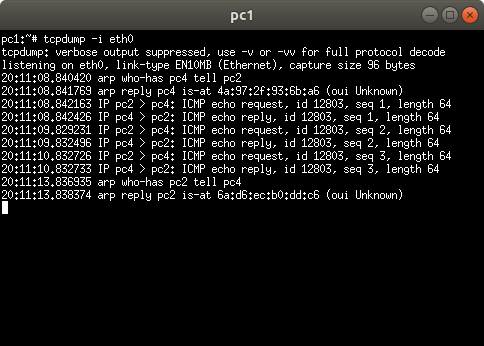 pc1
pc1:~# tcpdump -i eth0
tcpdump: verbose output suppressed, use -v or -vv for full protocol decode
listening on eth0, link-type EN10MB (Ethernet), capture size 96 bytes
20:11:08.840420 arp who-has pc4 tell pc2
20:11:08.841769 arp reply pc4 is-at 4a:97:2f:93:6b:a6 (oui Unknown)
20:11:08.842163 IP pc2 > pc4: ICMP echo request, id 12803, seq 1, length 64
20:11:08.842426 IP pc4 > pc2: ICMP echo reply, id 12803, seq 1, length 64
20:11:09.829231 IP pc2 > pc4: ICMP echo request, id 12803, seq 2, length 64
20:11:09.832496 IP pc4 > pc2: ICMP echo reply, id 12803, seq 2, length 64
20:11:10.832726 IP pc2 > pc4: ICMP echo request, id 12803, seq 3, length 64
20:11:10.832733 IP pc4 > pc2: ICMP echo reply, id 12803, seq 3, length 64
20:11:13.836935 arp who-has pc2 tell pc4
20:11:13.838374 arp reply pc2 is-at 6a:d6:ec:b0:dd:c6 (oui Unknown)